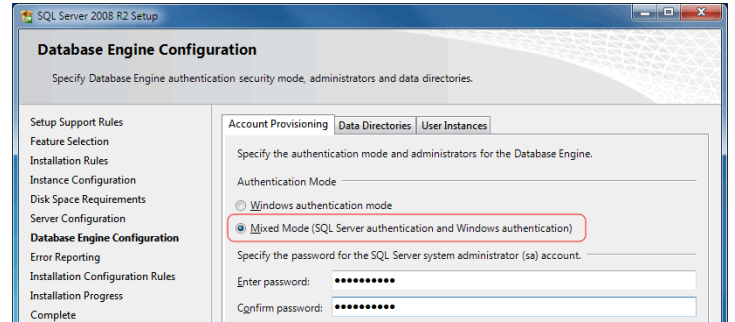 SQL Server 2008 R2 Setup
Database Engine Configuration
Specify Database Engine authentication security mode, administrators and data directories.
Setup Support Rules
Feature Selection
Installation Rules
Instance Configuration
Disk Space Requirements
Server Configuration
Database Engine Configuration
Error Reporting
Installation Configuration Rules
Installation Progress
Complete
Account Provisioning Data Directories User Instances
Specify the authentication mode and administrators for the Database Engine.
Authentication Mode
Windows authentication mode
Mixed Mode (SQL Server authentication and Windows authentication)
Specify the password for the SQL Server system administrator (sa) account.
Enter password: ●●●●●●●●●●
Confirm password: ●●●●●●●●●●